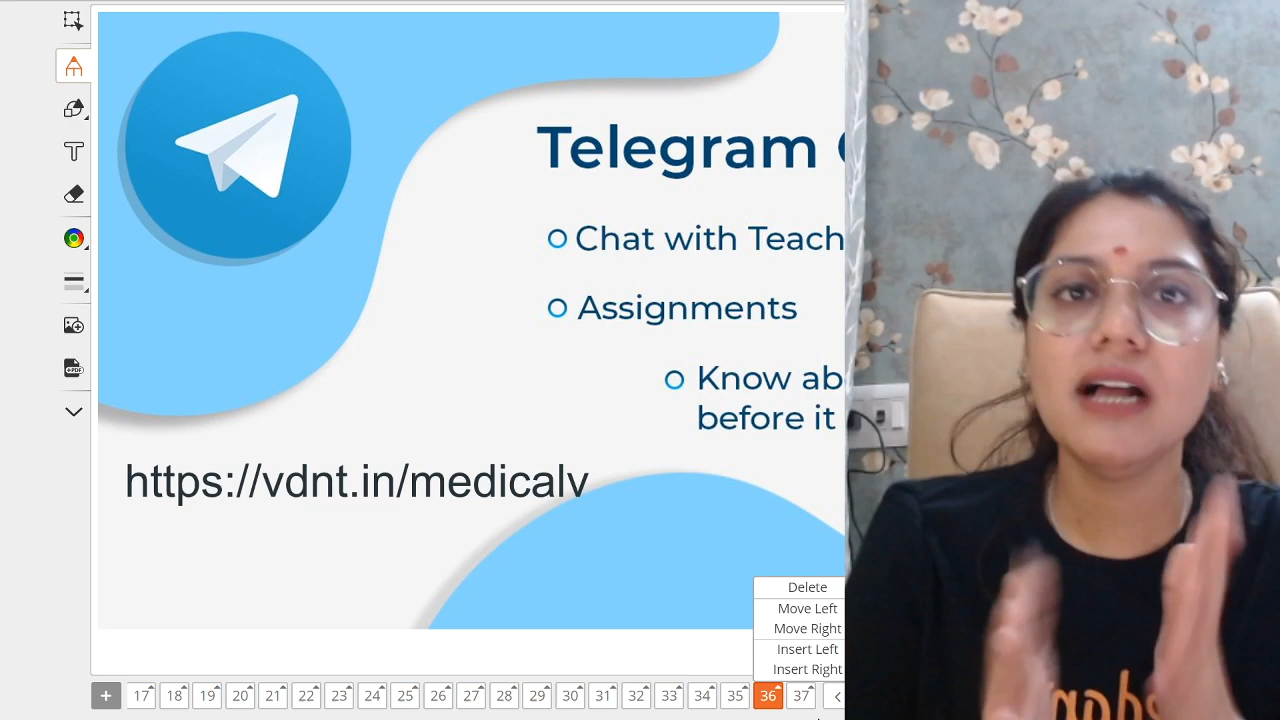 Telegram
Chat with Teach
Assignments
Know ab
before it
https://vdnt.in/medicalv
Delete
Move Left
Move Right
Insert Left
Insert Right
17 18 19 20 21 22 23 24 25 26 27 28 29 30 31 32 33 34 35 36 37